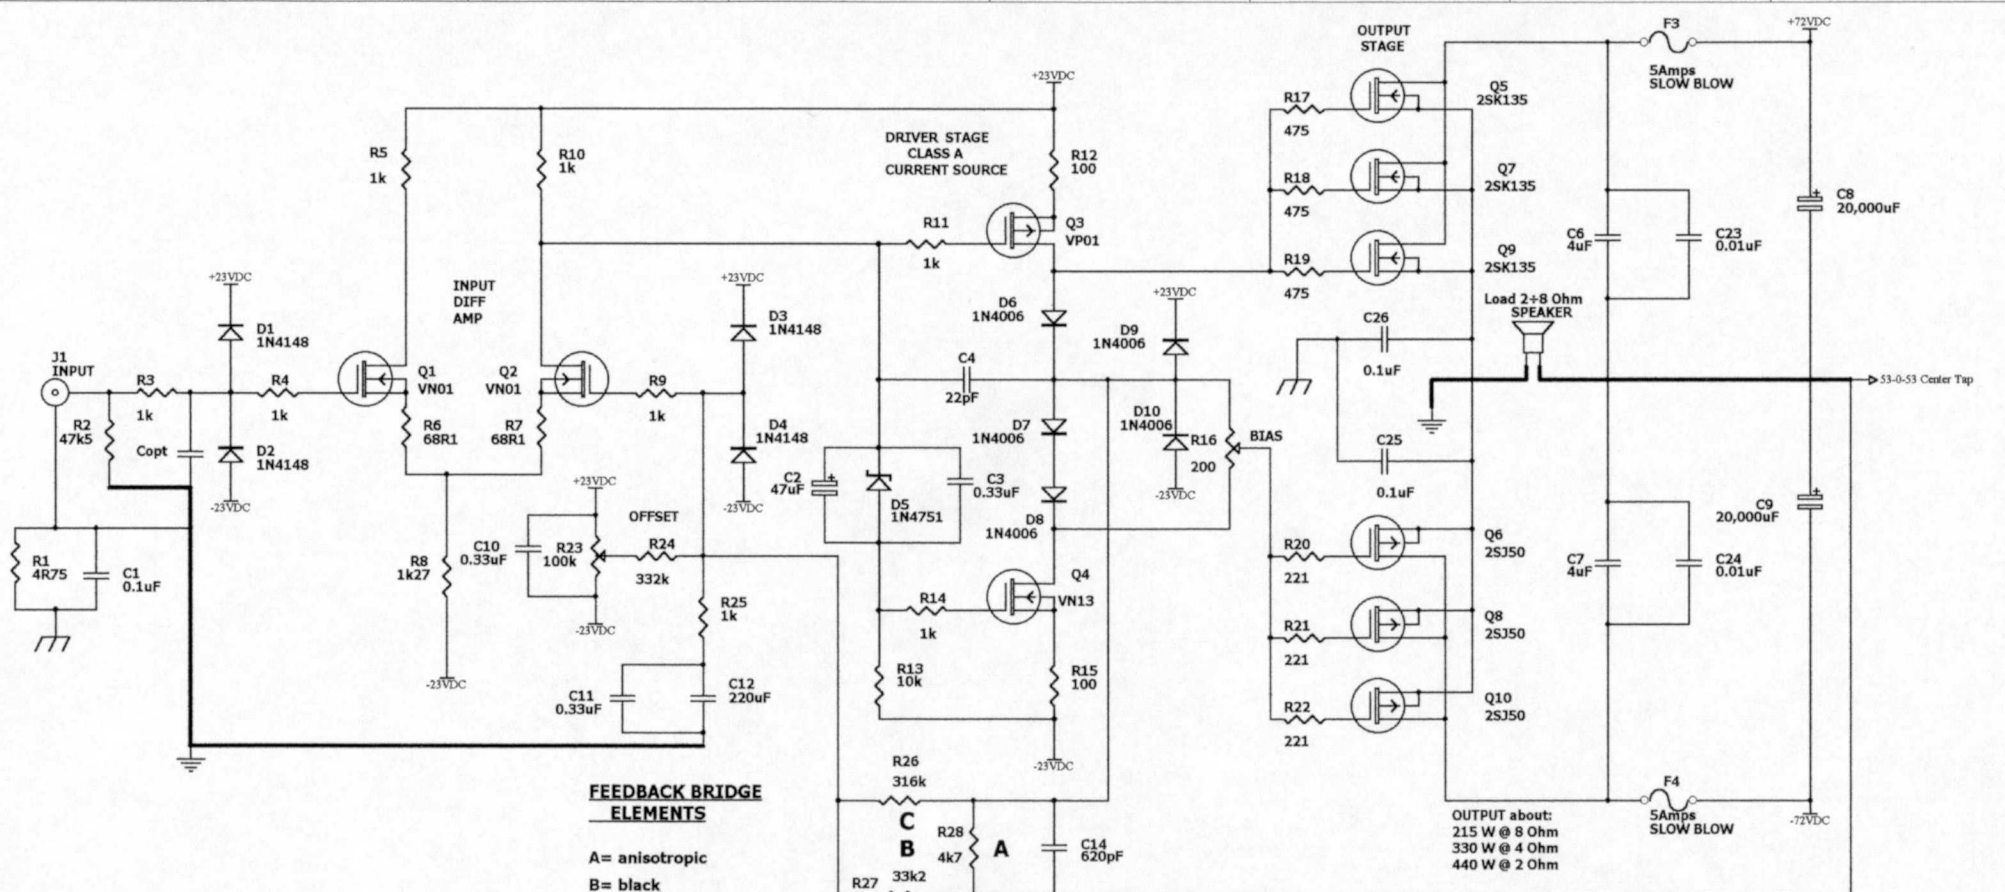 OUTPUT
STAGE
F3
5Amps
SLOW BLOW
+72VDC
+23VDC
DRIVER STAGE
CLASS A
CURRENT SOURCE
R5
1k
R10
1k
R12
100
R17
475
Q5
2SK135
R18
475
Q7
2SK135
R11
1k
Q3
VP01
R19
475
Q9
2SK135
C6
4uF
C23
0.01uF
C8
20,000uF
+
J1
INPUT
R3
1k
R2
47k5
Copt
+23VDC
D1
1N4148
D2
1N4148
-23VDC
R4
1k
INPUT
DIFF
AMP
Q1
VN01
Q2
VN01
R6
68R1
R7
68R1
R9
1k
+23VDC
D3
1N4148
D4
1N4148
-23VDC
D6
1N4006
C4
22pF
D7
1N4006
D9
1N4006
+23VDC
D10
1N4006
-23VDC
R16
200
BIAS
C26
0.1uF
C25
0.1uF
Load 2÷8 Ohm
SPEAKER
53-0-53 Center Tap
C2
47uF
+
D5
1N4751
C3
0.33uF
D8
1N4006
R1
4R75
C1
0.1uF
R8
1k27
-23VDC
+23VDC
C10
0.33uF
R23
100k
-23VDC
OFFSET
R24
332k
R25
1k
C11
0.33uF
C12
220uF
R14
1k
R13
10k
Q4
VN13
R15
100
-23VDC
R20
221
Q6
2SJ50
R21
221
Q8
2SJ50
R22
221
Q10
2SJ50
C7
4uF
C24
0.01uF
C9
20,000uF
+
F4
5Amps
SLOW BLOW
-72VDC
OUTPUT about:
215 W @ 8 Ohm
330 W @ 4 Ohm
440 W @ 2 Ohm
FEEDBACK BRIDGE
ELEMENTS
A= anisotropic
B= black
R26
316k
C
B
R28
4k7
A
C14
620pF
33k2
R27